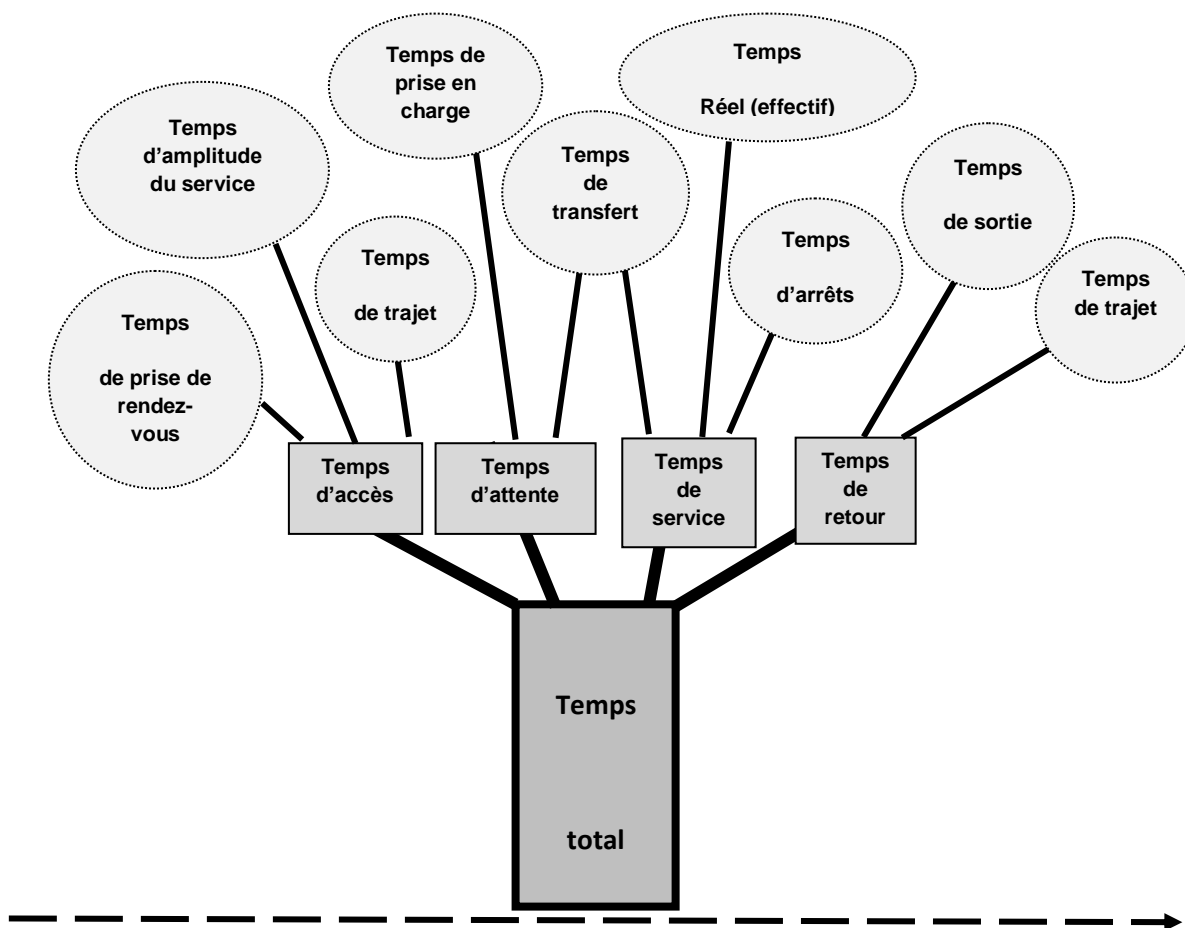 Temps
d’amplitude
du service
Temps de
prise en
charge
Temps
Réel (effectif)
Temps
de
transfert
Temps
de sortie
Temps
de trajet
Temps
d’arrêts
Temps
de trajet
Temps
de prise de
rendez-
vous
Temps
d’accès
Temps
d’attente
Temps
de
service
Temps
de
retour
Temps
total